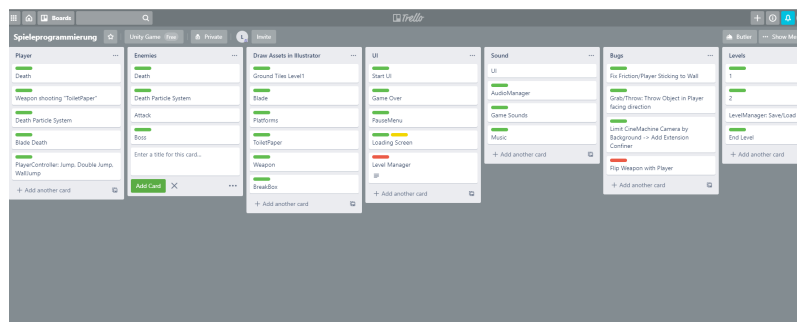 Boards
Trello
Spieleprogrammierung
Unity Game Free
Private
L
Invite
Butler
Show Me
Player
Death
Weapon shooting "ToiletPaper"
Death Particle System
Blade Death
PlayerController: Jump. Double Jump,
WallJump
+ Add another card
Enemies
Death
Death Particle System
Attack
Boss
Enter a title for this card...
Add Card
Draw Assets in Illustrator
Ground Tiles Level1
Blade
Platforms
ToiletPaper
Weapon
BreakBox
+ Add another card
UI
Start UI
Game Over
PauseMenu
Loading Screen
Level Manager
+ Add another card
Sound
UI
AudioManager
Game Sounds
Music
+ Add another card
Bugs
Fix Friction/Player Sticking to Wall
Grab/Throw: Throw Object in Player
facing direction
Limit CineMachine Camera by
Background -> Add Extension
Confiner
Flip Weapon with Player
+ Add another card
Levels
1
2
LevelManager: Save/Load
End Level
+ Add another card